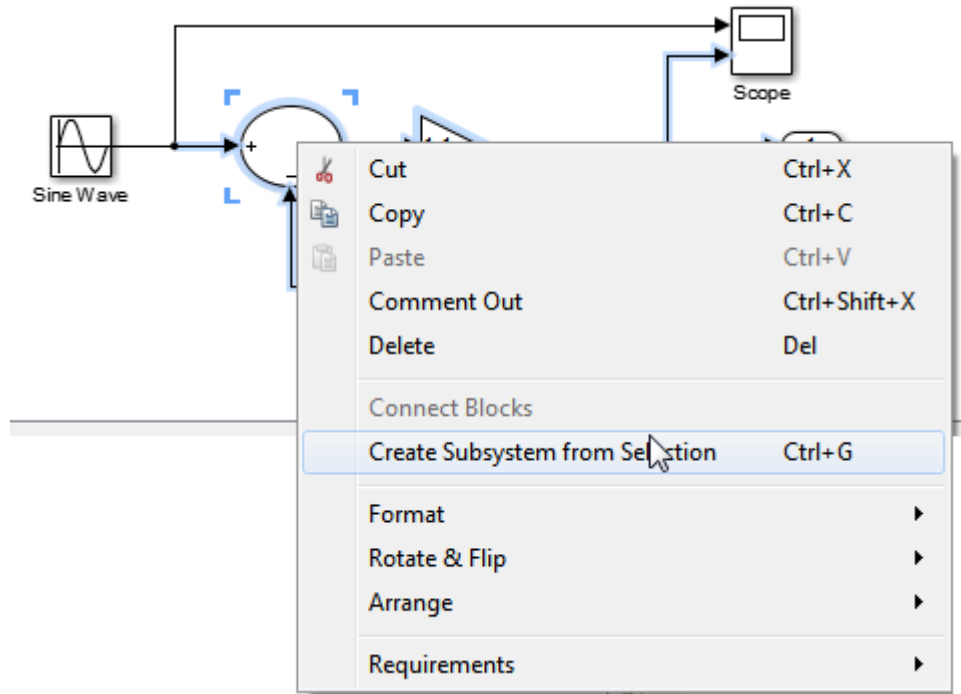 Scope
+
Sine Wave
Cut Ctrl+X
Copy Ctrl+C
Paste Ctrl+V
Comment Out Ctrl+Shift+X
Delete Del
Connect Blocks
Create Subsystem from Selection Ctrl+G
Format
Rotate & Flip
Arrange
Requirements